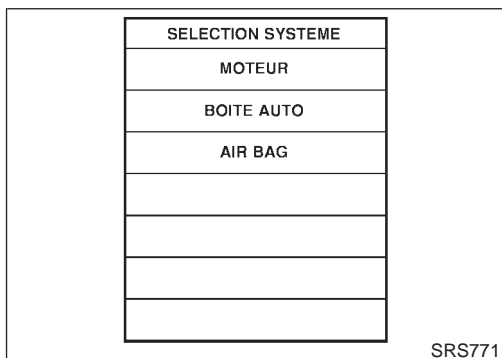 SELECTION SYSTEME
MOTEUR
BOITE AUTO
AIR BAG
SRS771